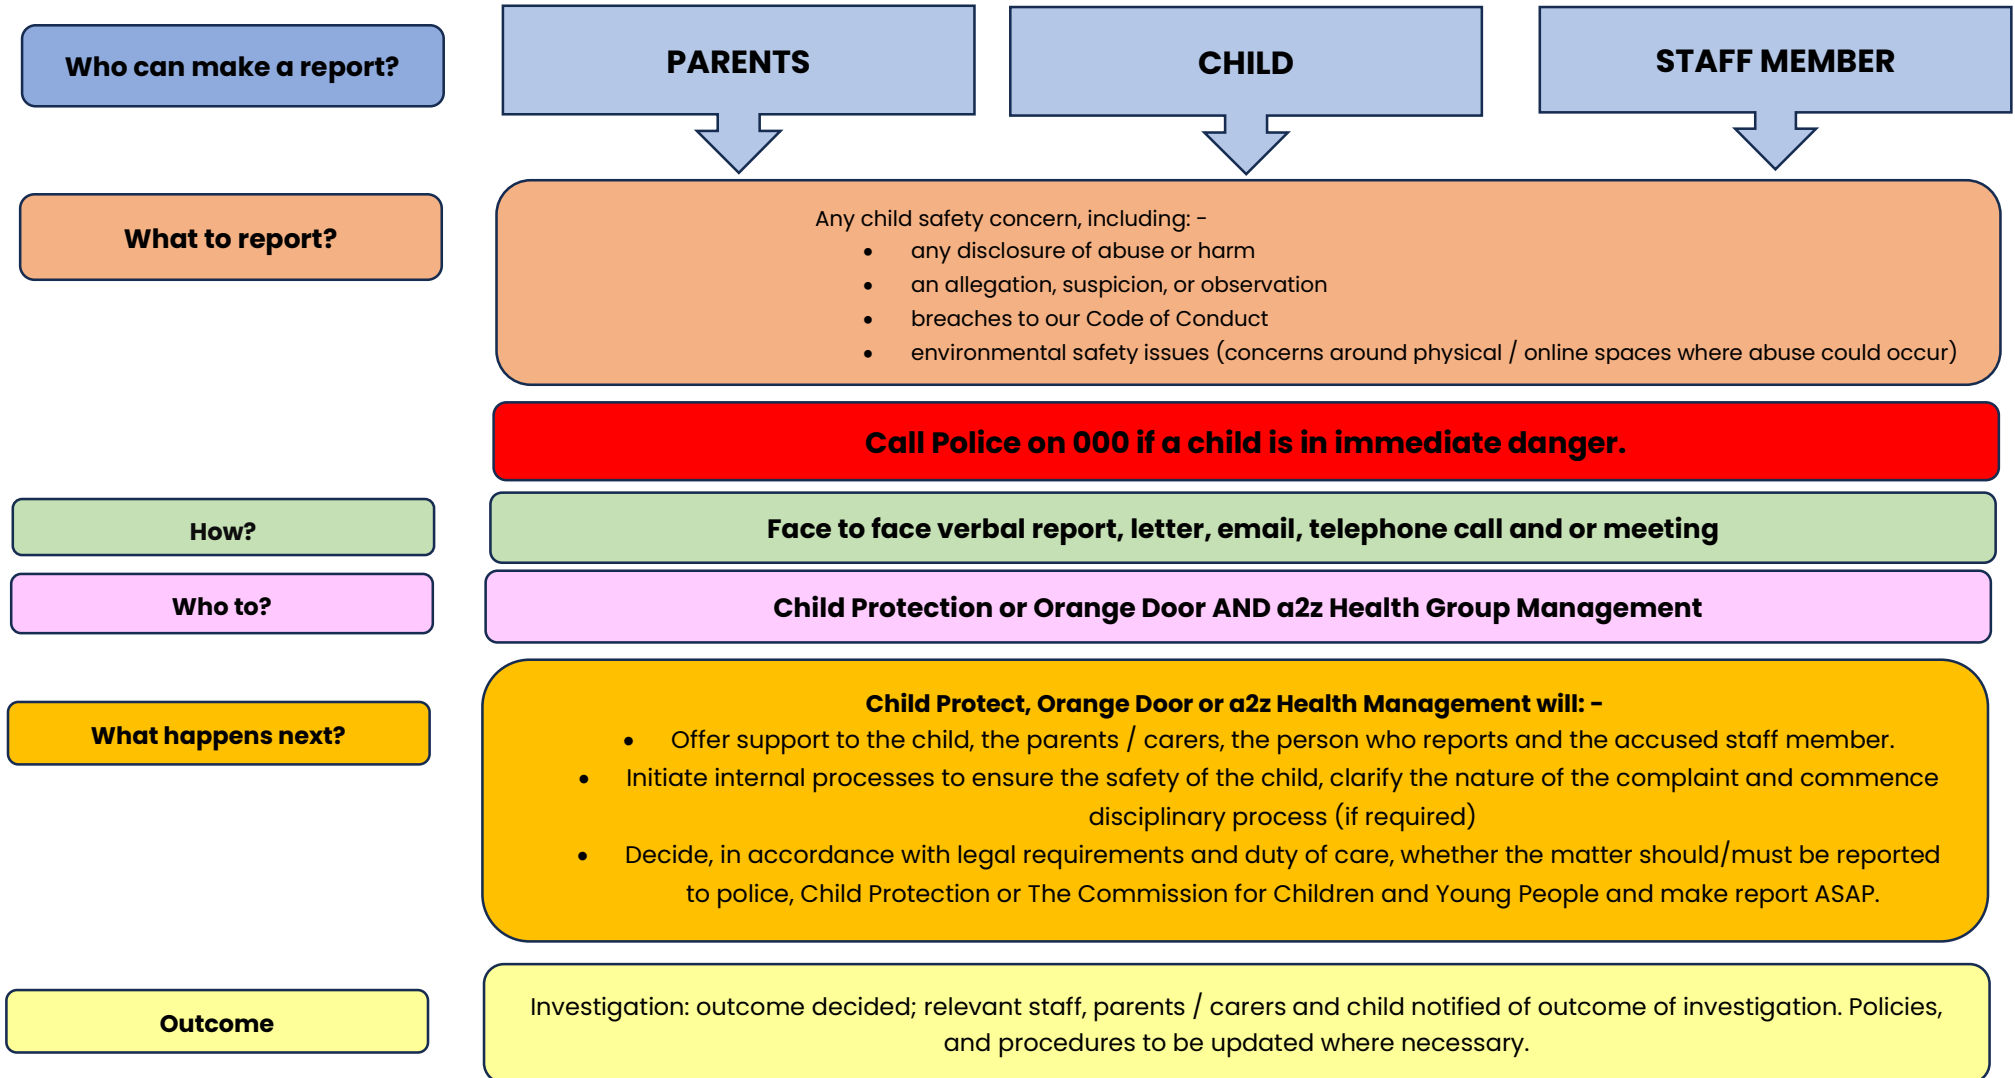 Who can make a report?
PARENTS
CHILD
STAFF MEMBER
What to report?
Any child safety concern, including: -
• any disclosure of abuse or harm
• an allegation, suspicion, or observation
• breaches to our Code of Conduct
• environmental safety issues (concerns around physical / online spaces where abuse could occur)
Call Police on 000 if a child is in immediate danger.
How?
Face to face verbal report, letter, email, telephone call and or meeting
Who to?
Child Protection or Orange Door AND a2z Health Group Management
What happens next?
Child Protect, Orange Door or a2z Health Management will: -
• Offer support to the child, the parents / carers, the person who reports and the accused staff member.
• Initiate internal processes to ensure the safety of the child, clarify the nature of the complaint and commence
disciplinary process (if required)
• Decide, in accordance with legal requirements and duty of care, whether the matter should/must be reported
to police, Child Protection or The Commission for Children and Young People and make report ASAP.
Outcome
Investigation: outcome decided; relevant staff, parents / carers and child notified of outcome of investigation. Policies,
and procedures to be updated where necessary.